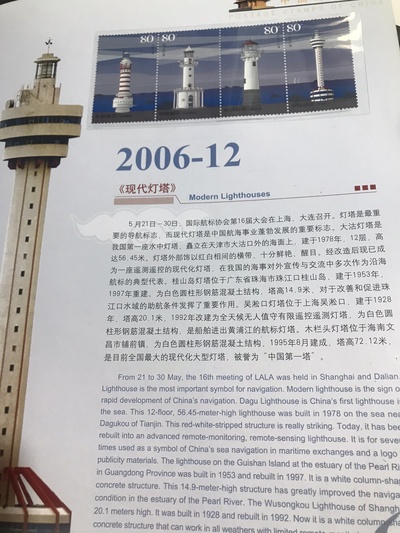 80 80 80 80
2006-12
《现代灯塔》 Modern Lighthouses
5月21日—30日，国际航标协会第16届大会在上海、大连召开。灯塔是最重
要的导航标志，而现代灯塔是中国航海事业蓬勃发展的重要标志。大沽灯塔是
我国第一座水中灯塔，矗立在天津市大沽口外的海面上，建于1978年，12层，高
达56.45米。灯塔外部饰以红白相间的横带，十分鲜艳、醒目。经改造后现已成
为一座遥测遥控的现代化灯塔，在我国的海事对外宣传与交流中多次作为沿海
航标的典型代表。桂山岛灯塔位于广东省珠海市珠江口桂山岛，建于1953年，
1997年重建，为白色圆柱形钢筋混凝土结构，塔高14.9米，对于改善和促进珠
江口水域的助航条件发挥了重要作用。吴淞口灯塔位于上海吴淞口，建于1928
年，塔高20.1米，1992年改建为全天候无人值守有限遥控遥测灯塔，为白色圆
柱形钢筋混凝土结构，是船舶进出黄浦江的航标灯塔。木栏头灯塔位于海南文
昌市铺前镇，为白色圆柱形钢筋混凝土结构，1995年8月建成，塔高72.12米，
是目前全国最大的现代化大型灯塔，被誉为“中国第一塔”。
From 21 to 30 May, the 16th meeting of LALA was held in Shanghai and Dalian.
Lighthouse is the most important symbol for navigation. Modern lighthouse is the sign o
rapid development of China's navigation. Dagu Lighthouse is China's first lighthouse i
the sea. This 12-floor, 56.45-meter-high lighthouse was built in 1978 on the sea nea
Dagukou of Tianjin. This red-white-striped structure is really striking. Today, it has bee
rebuilt into an advanced remote-monitoring, remote-sensing lighthouse. It is for seve
times used as a symbol of China's sea navigation in maritime exchanges and a logo
publicity materials. The lighthouse on the Guishan Island at the estuary of the Pearl Ri
in Guangdong Province was built in 1953 and rebuilt in 1997. It is a white column-sha
concrete structure. This 14.9-meter-high structure has greatly improved the naviga
condition in the estuary of the Pearl River. The Wusongkou Lighthouse of Shangh
20.1 meters high. It was built in 1928 and rebuilt in 1992. Now it is a white column
concrete structure that can work in all weathers with limited